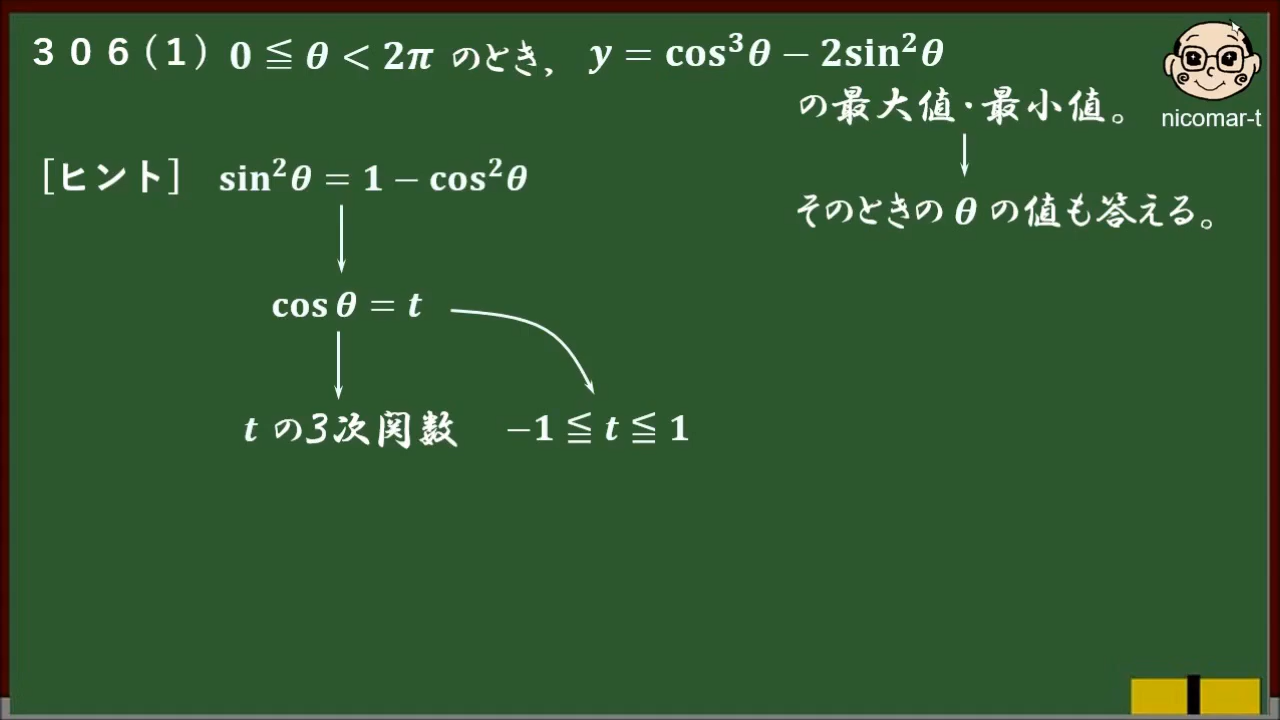 ３０６(１) 0 ≦ θ < 2π のとき, y = cos³θ − 2sin²θ
の最大値・最小値。
nicomar-t
[ヒント] sin²θ = 1 − cos²θ
そのときの θ の値も答える。
cos θ = t
t の3次関数 −1 ≦ t ≦ 1